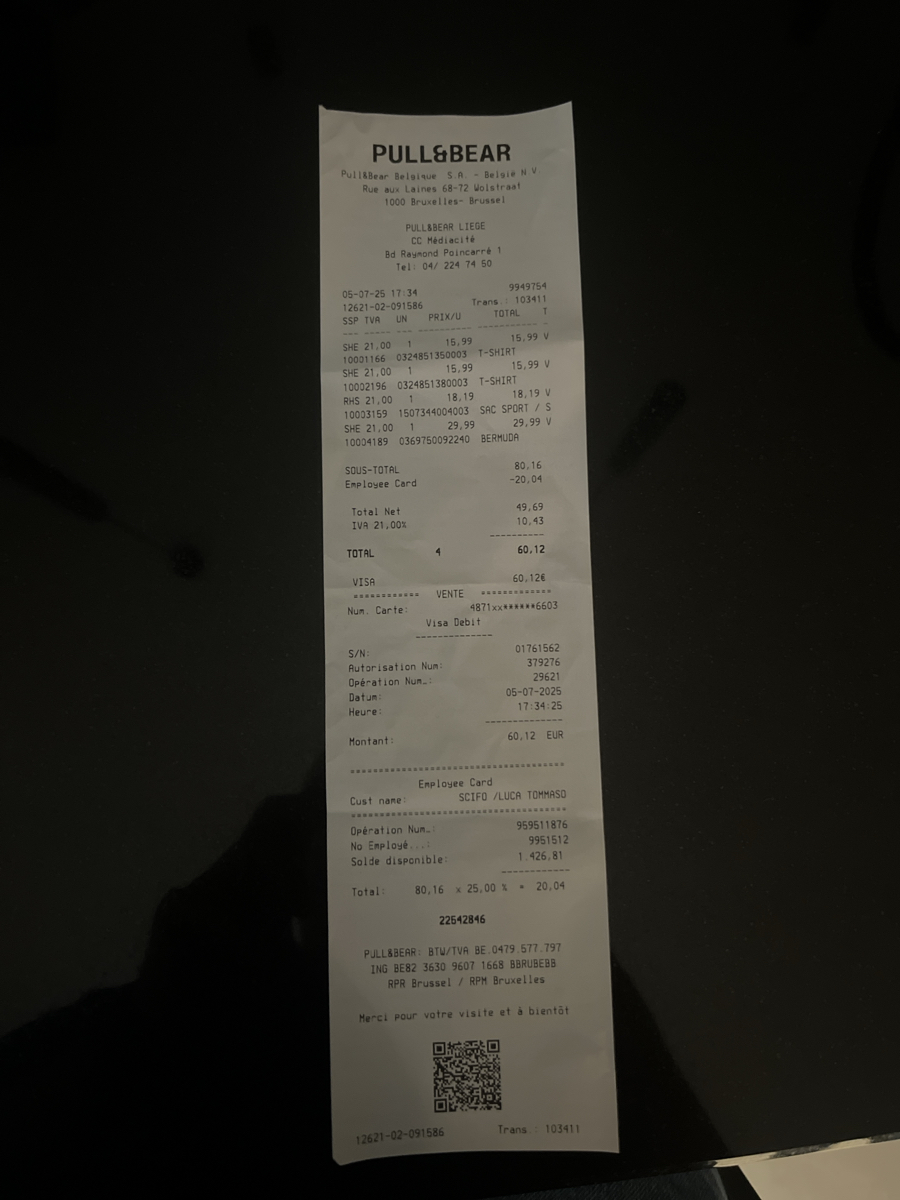 PULL&BEAR
Pull&Bear Belgique S.A. - België N V
Rue aux Laines 68-72 Wolstraat
1000 Bruxelles- Brussel
PULL&BEAR LIEGE
CC Médiacité
Bd Raymond Poincarré 1
Tel: 04/ 224 74 50
05-07-25 17:34 9949754
12621-02-091586 Trans.: 103411
SSP TVA UN PRIX/U TOTAL T
--- ---- --- ---------- ---------- --
SHE 21,00 1 15,99 15,99 V
10001166 0324851350003 T-SHIRT
SHE 21,00 1 15,99 15,99 V
10002196 0324851380003 T-SHIRT
RHS 21,00 1 18,19 18,19 V
10003159 1507344004003 SAC SPORT / S
SHE 21,00 1 29,99 29,99 V
10004189 0369750092240 BERMUDA
SOUS-TOTAL 80,16
Employee Card -20,04
Total Net 49,69
IVA 21,00% 10,43
----------
TOTAL 4 60,12
VISA 60,12€
============ VENTE =============
Num. Carte: 4871xx******6603
Visa Debit
--------------
S/N: 01761562
Autorisation Num: 379276
Opération Num.: 29621
Datum: 05-07-2025
Heure: 17:34:25
--------------
Montant: 60,12 EUR
=====================================
Employee Card
Cust name: SCIFO /LUCA TOMMASO
=====================================
Opération Num.: 959511876
No Employé...: 9951512
Solde disponible: 1.426,81
------------
Total: 80,16 x 25,00 % = 20,04
22542846
PULL&BEAR: BTW/TVA BE.0479.577.797
ING BE82 3630 9607 1668 BBRUBEBB
RPR Brussel / RPM Bruxelles
Merci pour votre visite et à bientôt
12621-02-091586 Trans.: 103411